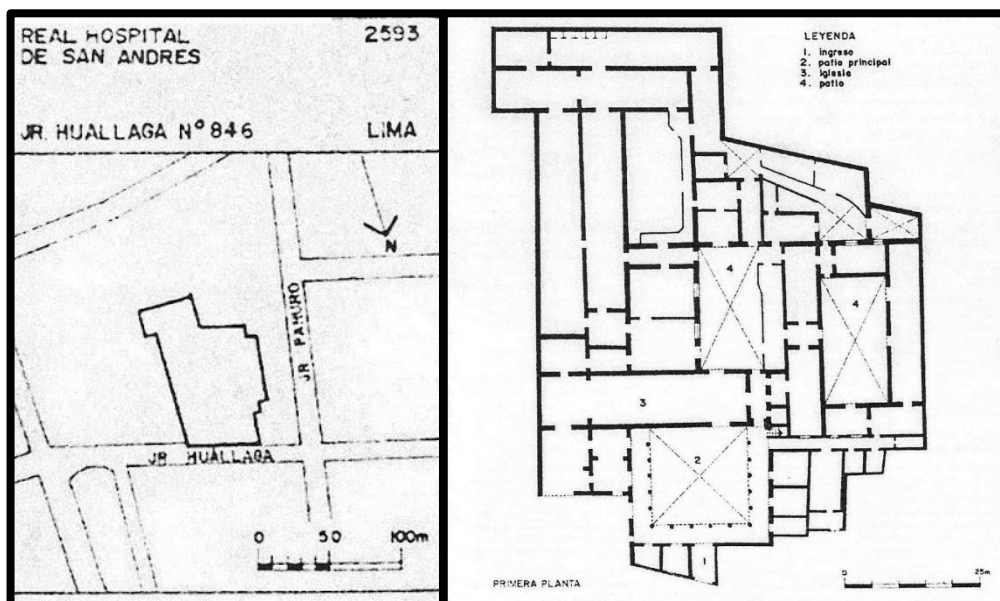 REAL HOSPITAL 2593
DE SAN ANDRES
JR. HUALLAGA Nº 846 LIMA
N
JR
JR HUALLAGA
0 50 100m
LEYENDA
1. ingreso
2. patio principal
3. iglesia
4. patio
4
4
3
2
1
PRIMERA PLANTA
0 25m